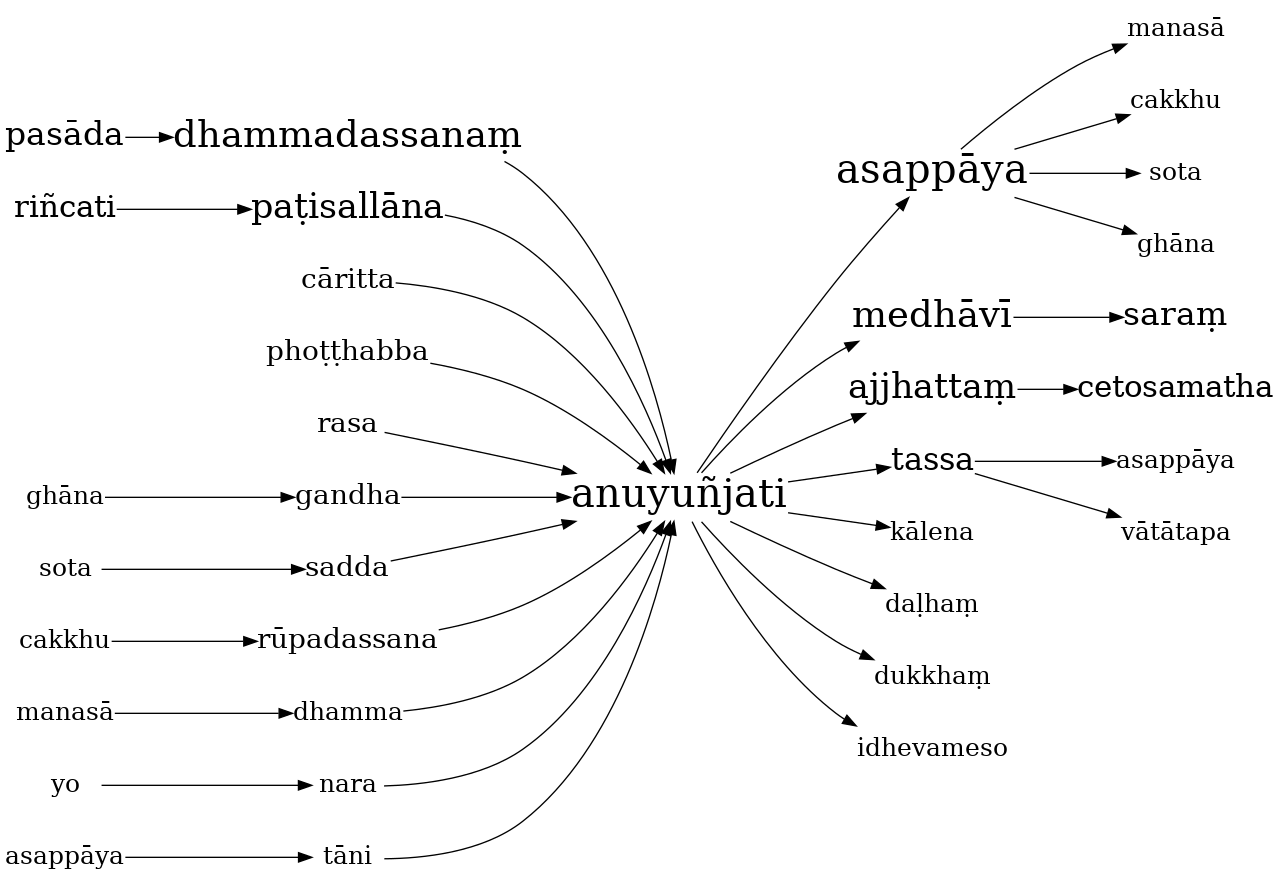 manasā
cakkhu
pasāda dhammadassanaṃ
asappāya sota
riñcati paṭisallāna
ghāna
cāritta
medhāvī saraṃ
phoṭṭhabba
ajjhattaṃ cetosamatha
rasa
tassa asappāya
ghāna gandha anuyuñjati
kālena vātātapa
sota sadda
daḷhaṃ
cakkhu rūpadassana
dukkhaṃ
manasā dhamma
idhevameso
yo nara
asappāya tāni